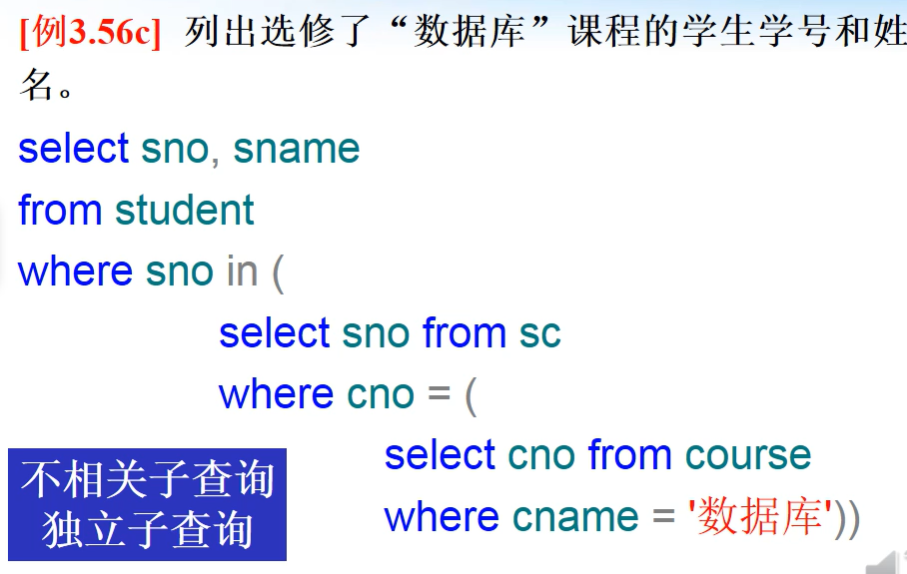 [例3.56c] 列出选修了“数据库”课程的学生学号和姓
名。
select sno, sname
from student
where sno in (
select sno from sc
where cno = (
select cno from course
where cname = '数据库'))
不相关子查询
独立子查询